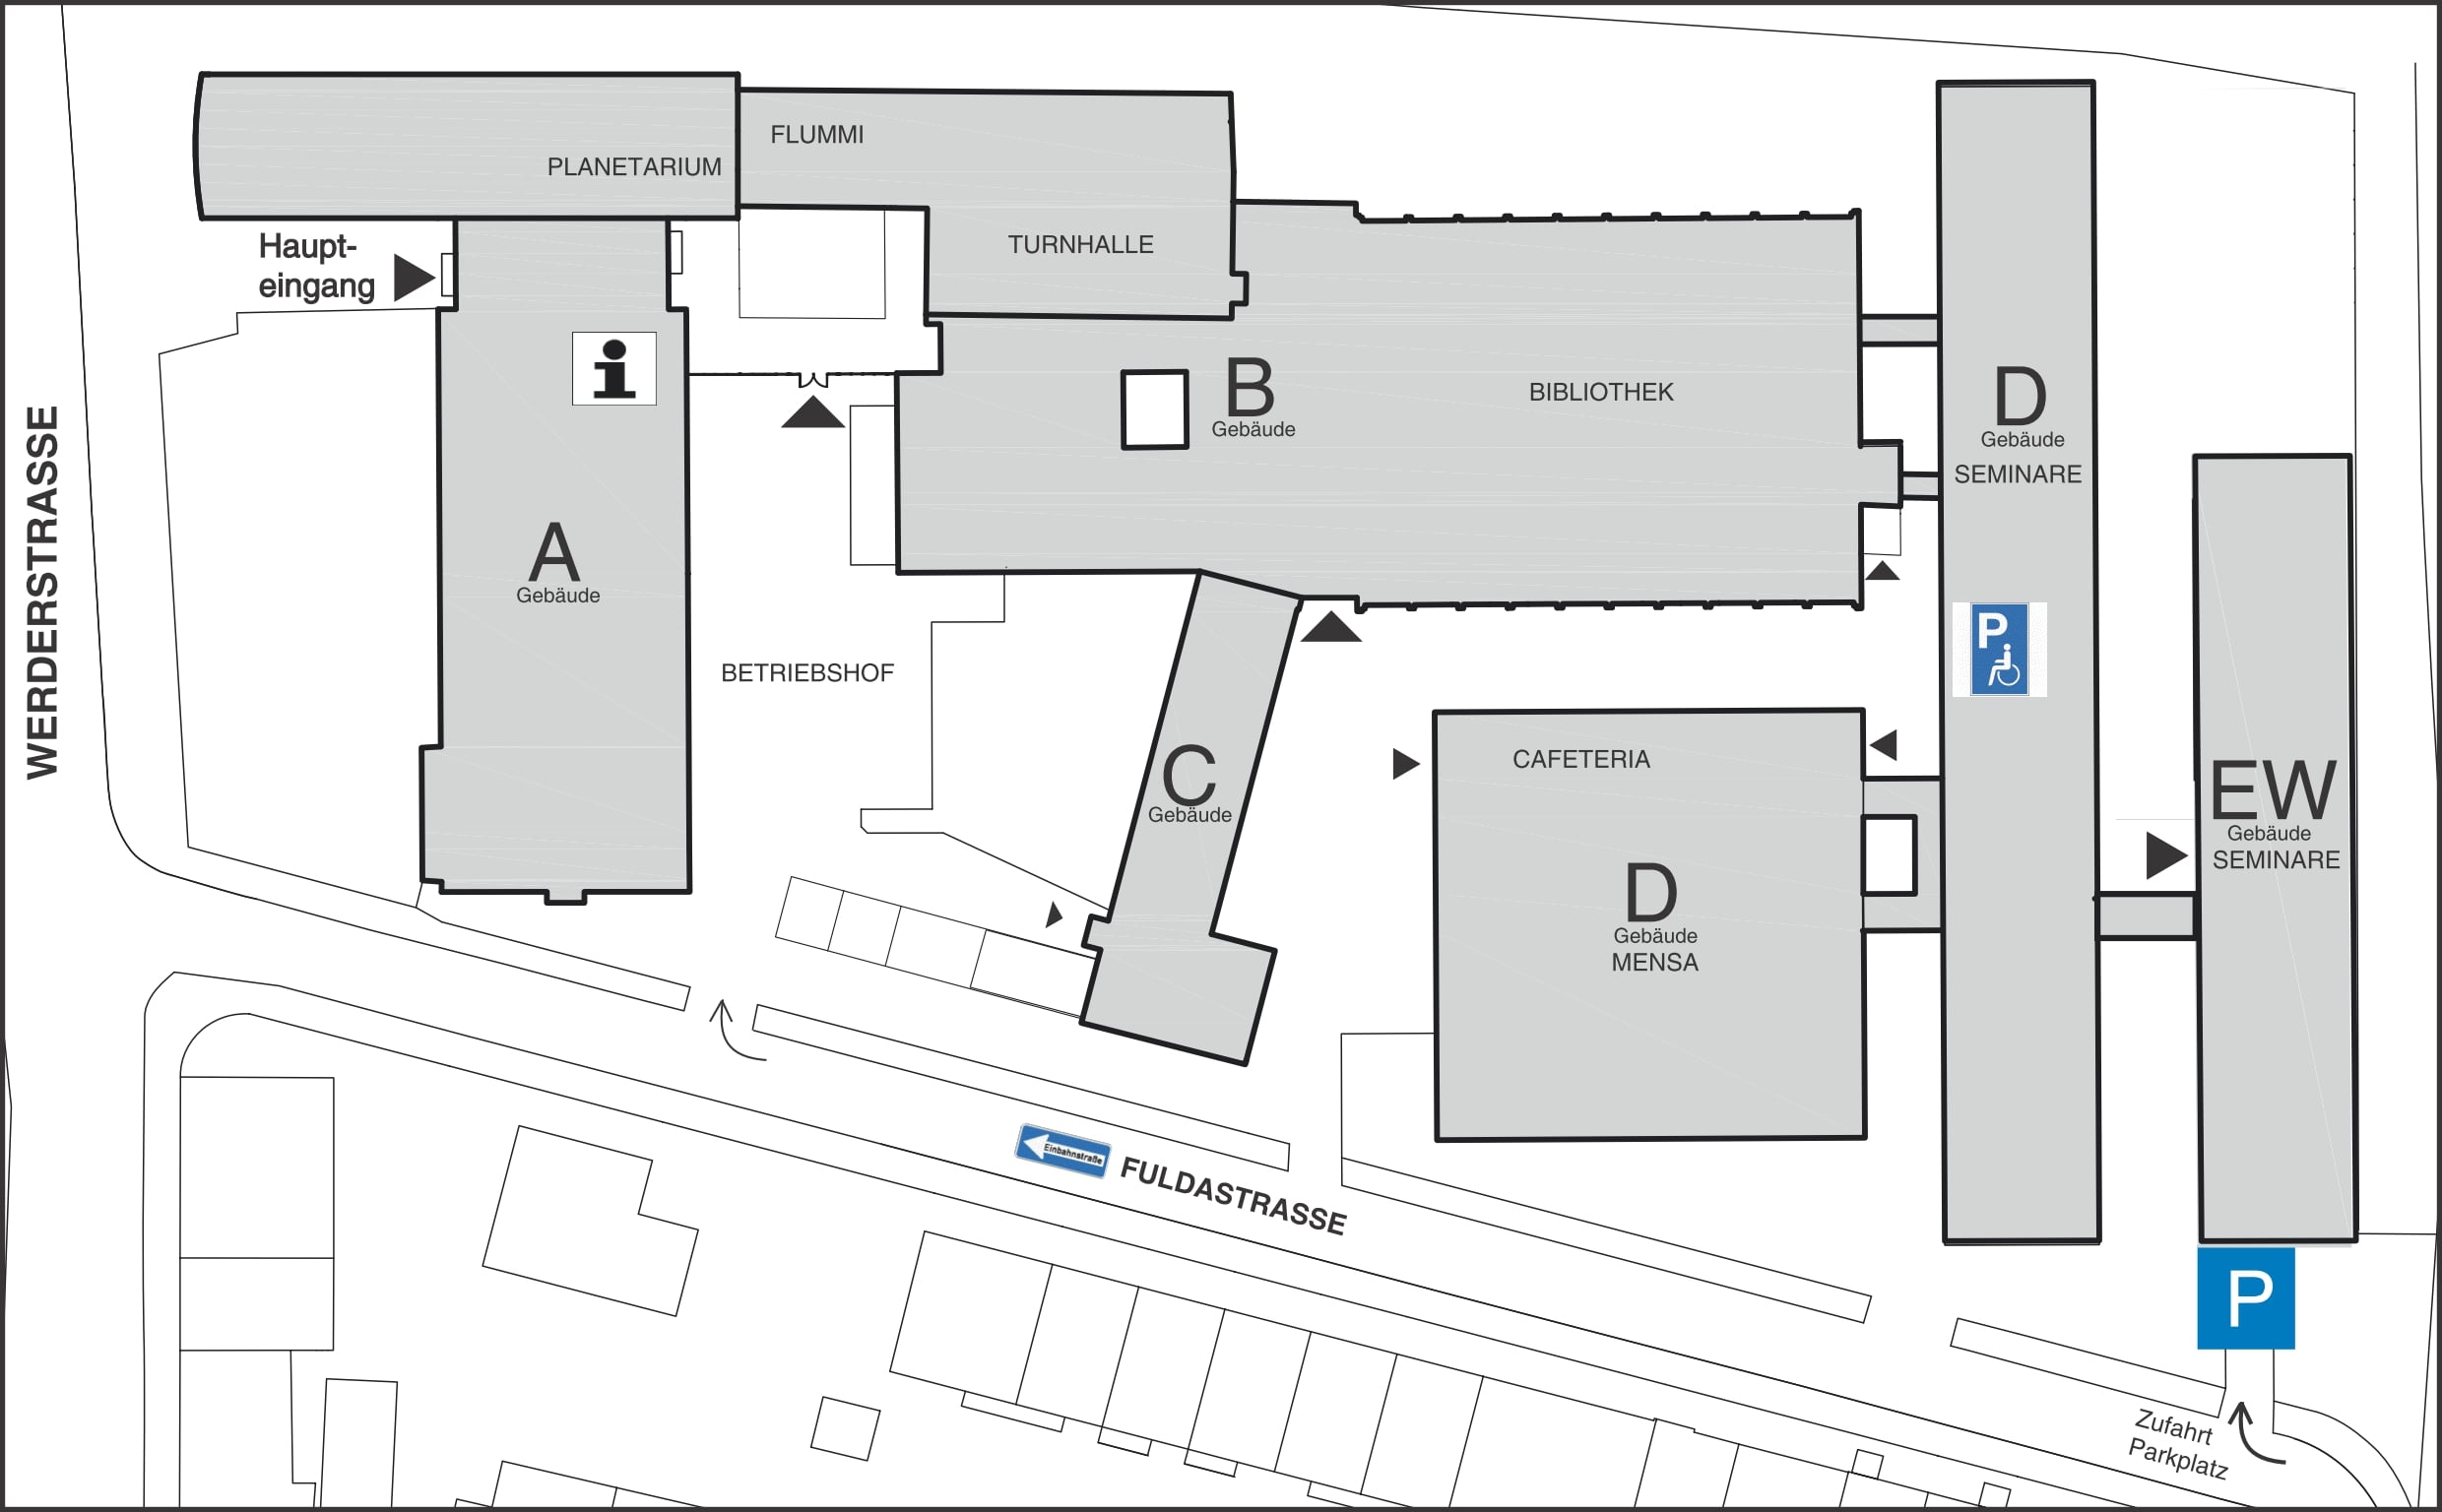 FLUMMI
PLANETARIUM
Haupt-
eingang
TURNHALLE
WERDERSTRASSE
A
Gebäude
B
Gebäude
BIBLIOTHEK
D
Gebäude
SEMINARE
P
BETRIEBSHOF
C
Gebäude
CAFETERIA
D
Gebäude
MENSA
EW
Gebäude
SEMINARE
Einbahnstraße
FULDASTRASSE
P
Zufahrt
Parkplatz